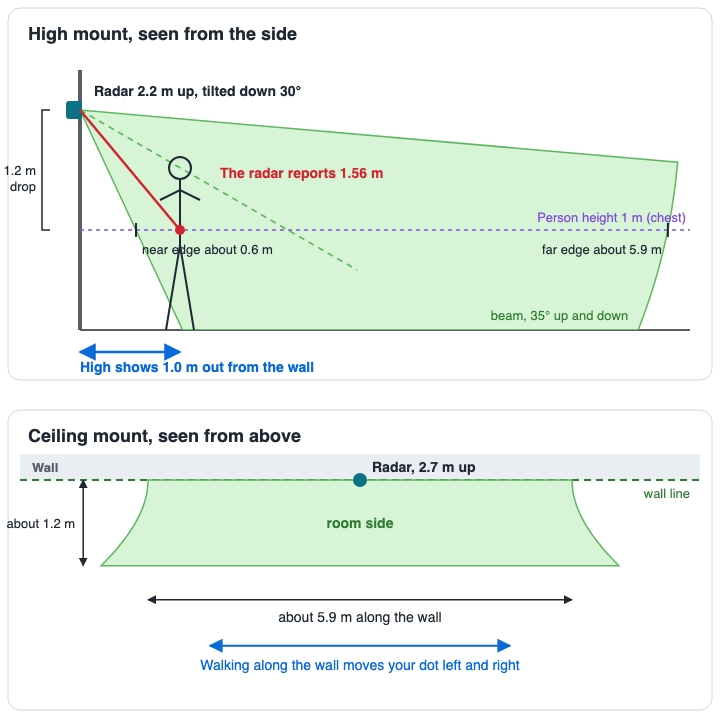 High mount, seen from the side
Radar 2.2 m up, tilted down 30°
1.2 m
drop
The radar reports 1.56 m
Person height 1 m (chest)
near edge about 0.6 m
far edge about 5.9 m
beam, 35° up and down
High shows 1.0 m out from the wall
Ceiling mount, seen from above
Wall
Radar, 2.7 m up
wall line
about 1.2 m
room side
about 5.9 m along the wall
Walking along the wall moves your dot left and right